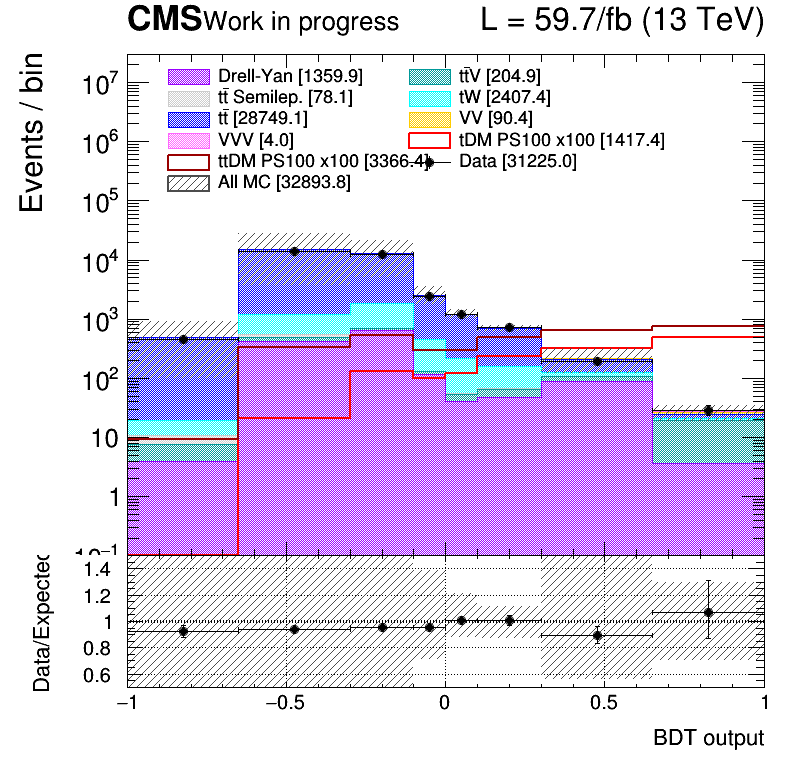 CMS Work in progress L = 59.7/fb (13 TeV)
Events / bin
Drell-Yan [1359.9] tt̄V [204.9]
tt̄ Semilep. [78.1] tW [2407.4]
tt̄ [28749.1] VV [90.4]
VVV [4.0] tDM PS100 x100 [1417.4]
ttDM PS100 x100 [3366.4] Data [31225.0]
All MC [32893.8]
10⁷
10⁶
10⁵
10⁴
10³
10²
10
1
10⁻¹
Data/Expected
1.4
1.2
1
0.8
0.6
−1 −0.5 0 0.5 1
BDT output